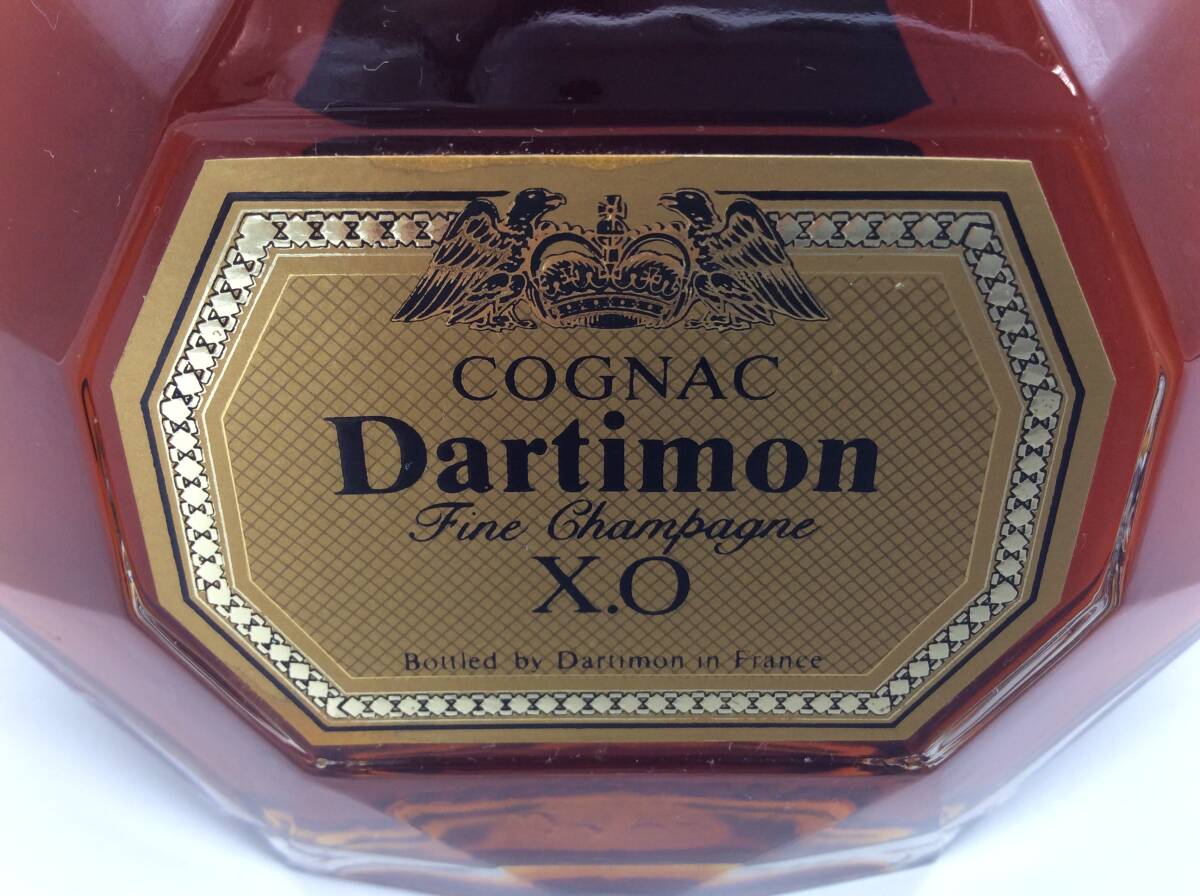 COGNAC
Dartimon
Fine Champagne
X.O
Bottled by Dartimon in France